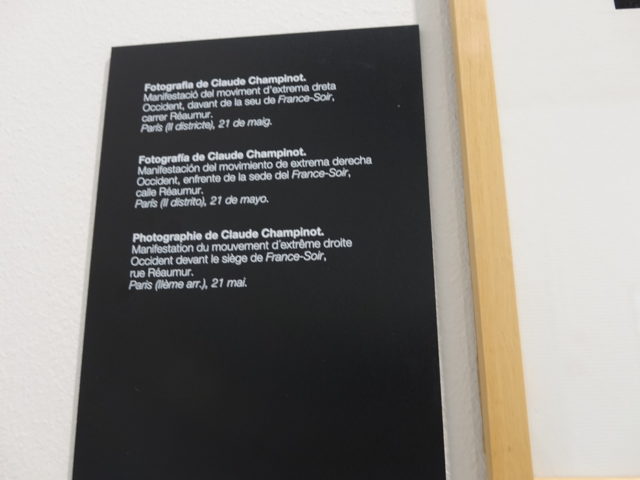 Fotografia de Claude Champinot.
Manifestació del moviment d'extrema dreta
Occident, davant de la seu de France-Soir,
carrer Réaumur.
París (II districte), 21 de maig.
Fotografía de Claude Champinot.
Manifestación del movimiento de extrema derecha
Occident, enfrente de la sede del France-Soir,
calle Réaumur.
París (II distrito), 21 de mayo.
Photographie de Claude Champinot.
Manifestation du mouvement d'extrême droite
Occident devant le siège de France-Soir,
rue Réaumur.
Paris (IIème arr.), 21 mai.